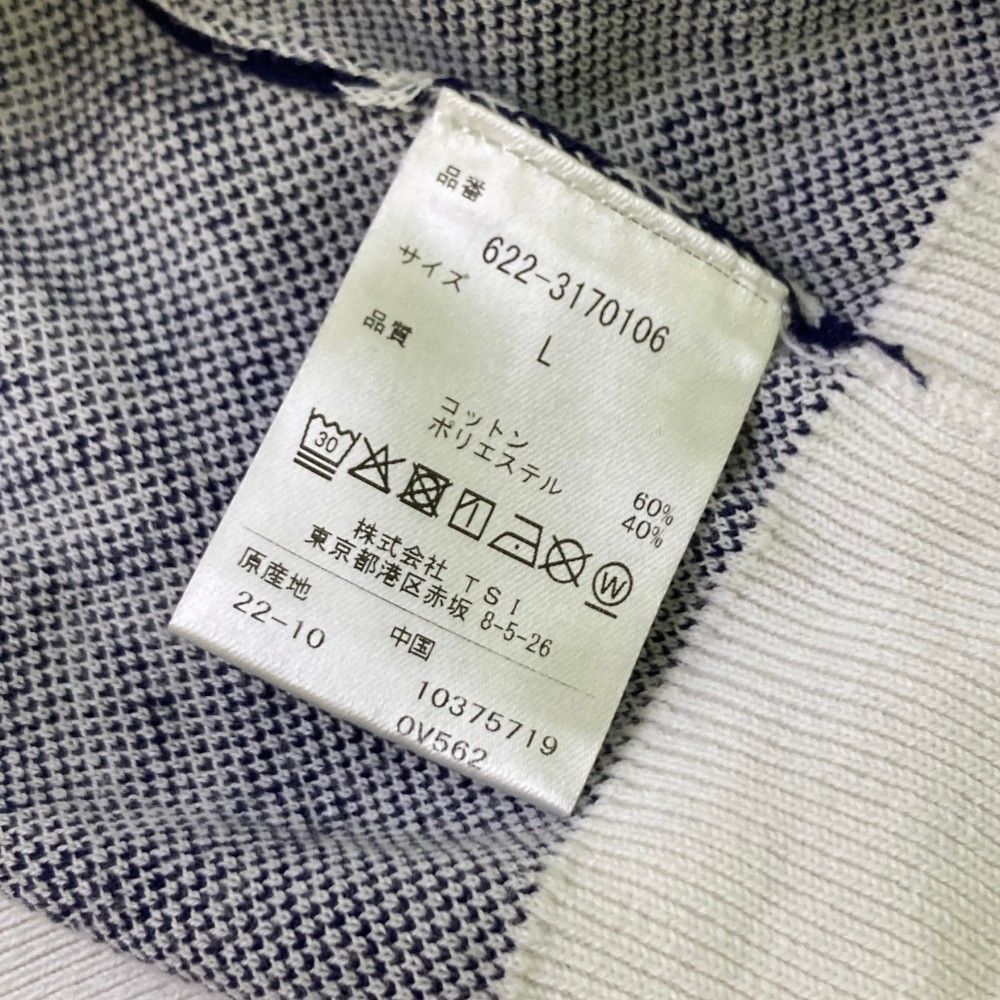 品番
622-3170106
サイズ
L
品質
コットン 60%
ポリエステル 40%
30
W
株式会社 TSI
東京都港区赤坂 8-5-26
原産地 中国
22-10
10375719
0V562